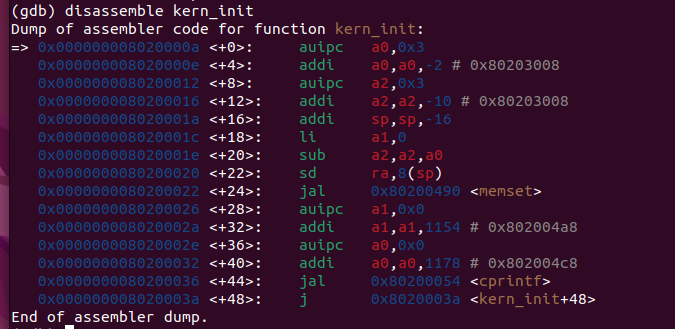 (gdb) disassemble kern_init
Dump of assembler code for function kern_init:
=> 0x000000008020000a <+0>: auipc a0,0x3
0x000000008020000e <+4>: addi a0,a0,-2 # 0x80203008
0x0000000080200012 <+8>: auipc a2,0x3
0x0000000080200016 <+12>: addi a2,a2,-10 # 0x80203008
0x000000008020001a <+16>: addi sp,sp,-16
0x000000008020001c <+18>: li a1,0
0x000000008020001e <+20>: sub a2,a2,a0
0x0000000080200020 <+22>: sd ra,8(sp)
0x0000000080200022 <+24>: jal 0x80200490 <memset>
0x0000000080200026 <+28>: auipc a1,0x0
0x000000008020002a <+32>: addi a1,a1,1154 # 0x802004a8
0x000000008020002e <+36>: auipc a0,0x0
0x0000000080200032 <+40>: addi a0,a0,1178 # 0x802004c8
0x0000000080200036 <+44>: jal 0x80200054 <cprintf>
0x000000008020003a <+48>: j 0x8020003a <kern_init+48>
End of assembler dump.